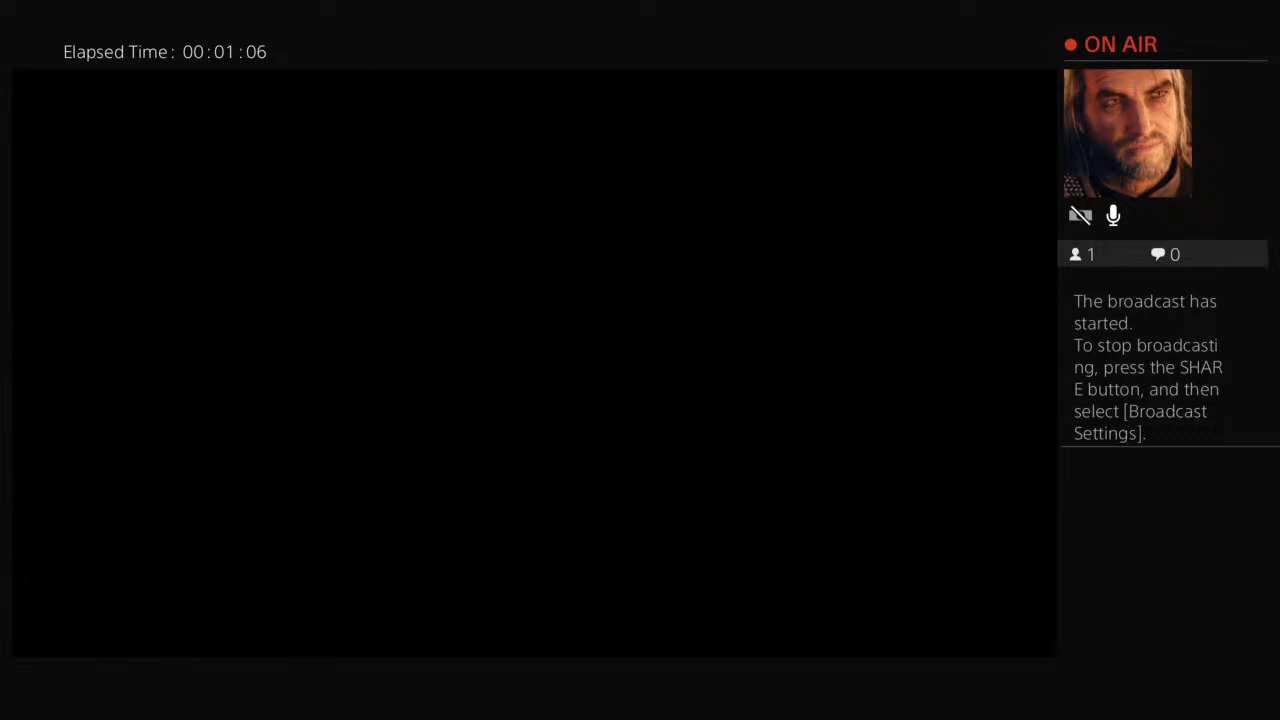 Elapsed Time: 00:01:06
ON AIR
1 0
The broadcast has
started.
To stop broadcasti
ng, press the SHAR
E button, and then
select [Broadcast
Settings].